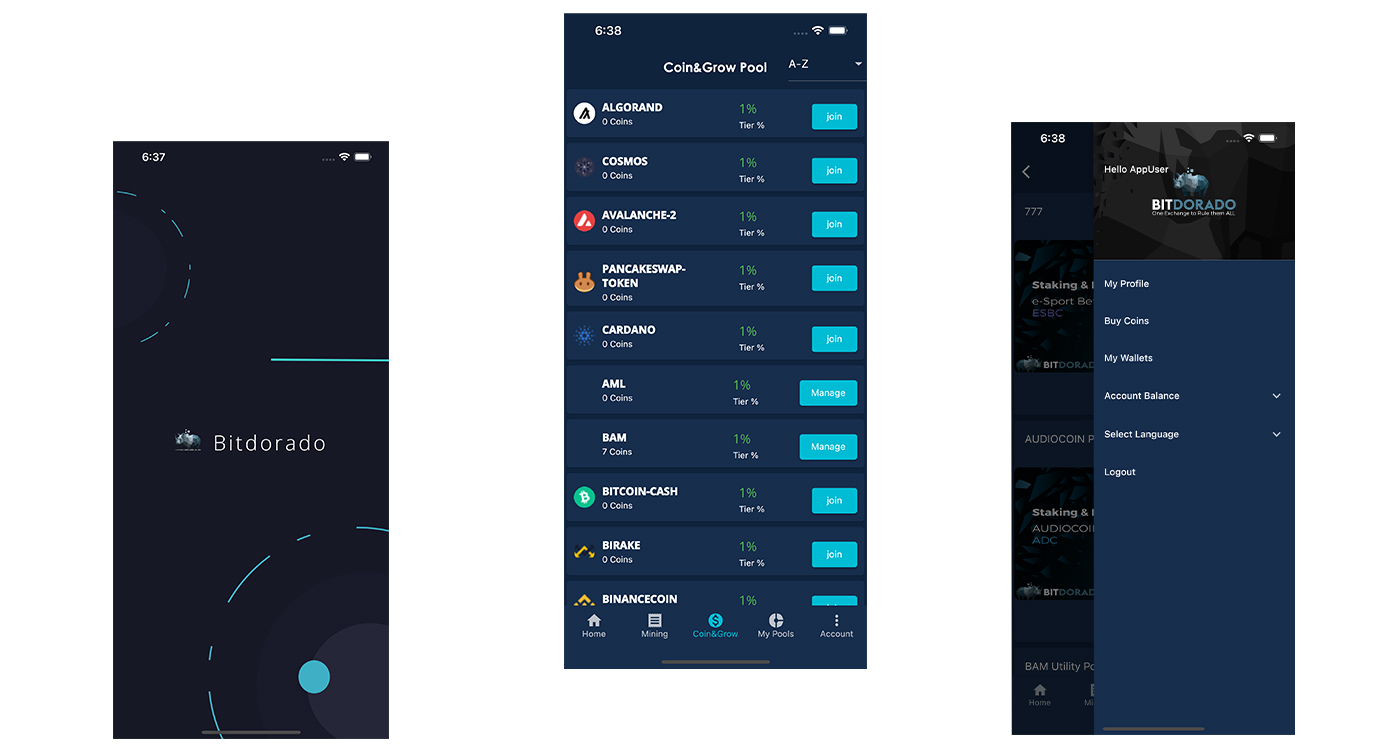 6:37
Bitdorado
6:38
Coin&Grow Pool
A-Z
ALGORAND
0 Coins
1%
Tier %
join
COSMOS
0 Coins
1%
Tier %
join
AVALANCHE-2
0 Coins
1%
Tier %
join
PANCAKESWAP-
TOKEN
0 Coins
1%
Tier %
join
CARDANO
0 Coins
1%
Tier %
join
AML
0 Coins
1%
Tier %
Manage
BAM
7 Coins
1%
Tier %
Manage
BITCOIN-CASH
0 Coins
1%
Tier %
join
BIRAKE
0 Coins
1%
Tier %
join
BINANCECOIN
1%
Home
Mining
Coin&Grow
My Pools
Account
6:38
Hello AppUser
BITDORADO
One Exchange to Rule them ALL
777
Staking &
e-Sport Be
ESBC
BITDORAD
AUDIOCOIN P
Staking &
AUDIOCOI
ADC
BITDORAD
BAM Utility Po
Home
Mi
My Profile
Buy Coins
My Wallets
Account Balance
Select Language
Logout